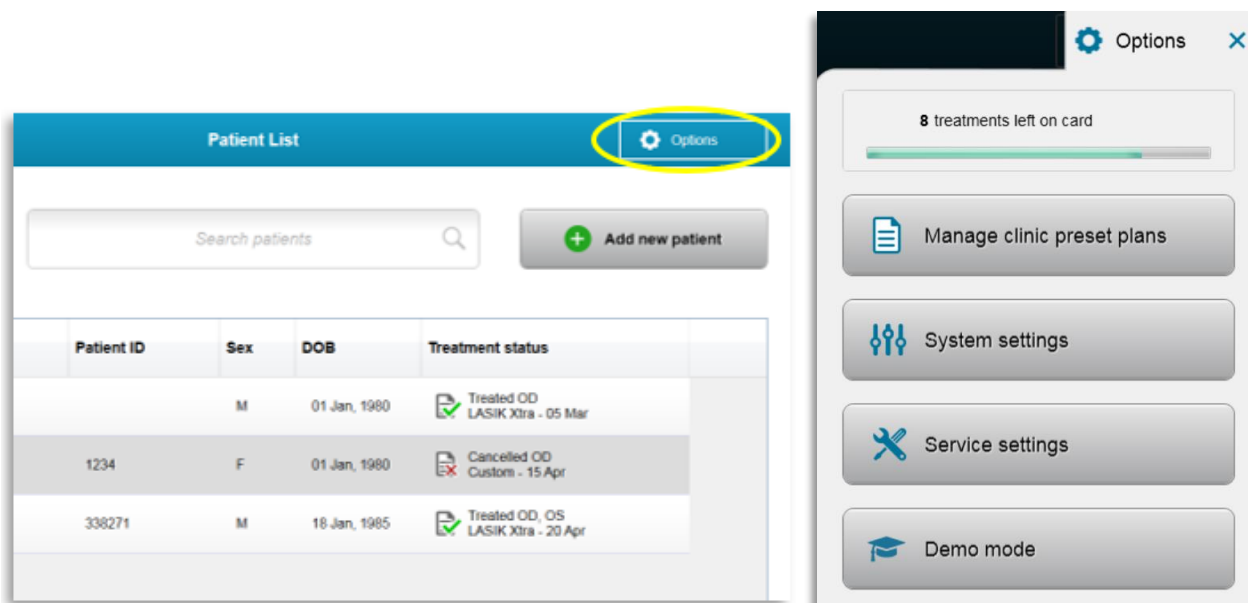 Patient List
Options
Search patients
Add new patient
Patient ID Sex DOB Treatment status
M 01 Jan, 1980 Treated OD
LASIK Xtra - 05 Mar
1234 F 01 Jan, 1980 Cancelled OD
Custom - 15 Apr
338271 M 18 Jan, 1985 Treated OD, OS
LASIK Xtra - 20 Apr
Options
8 treatments left on card
Manage clinic preset plans
System settings
Service settings
Demo mode